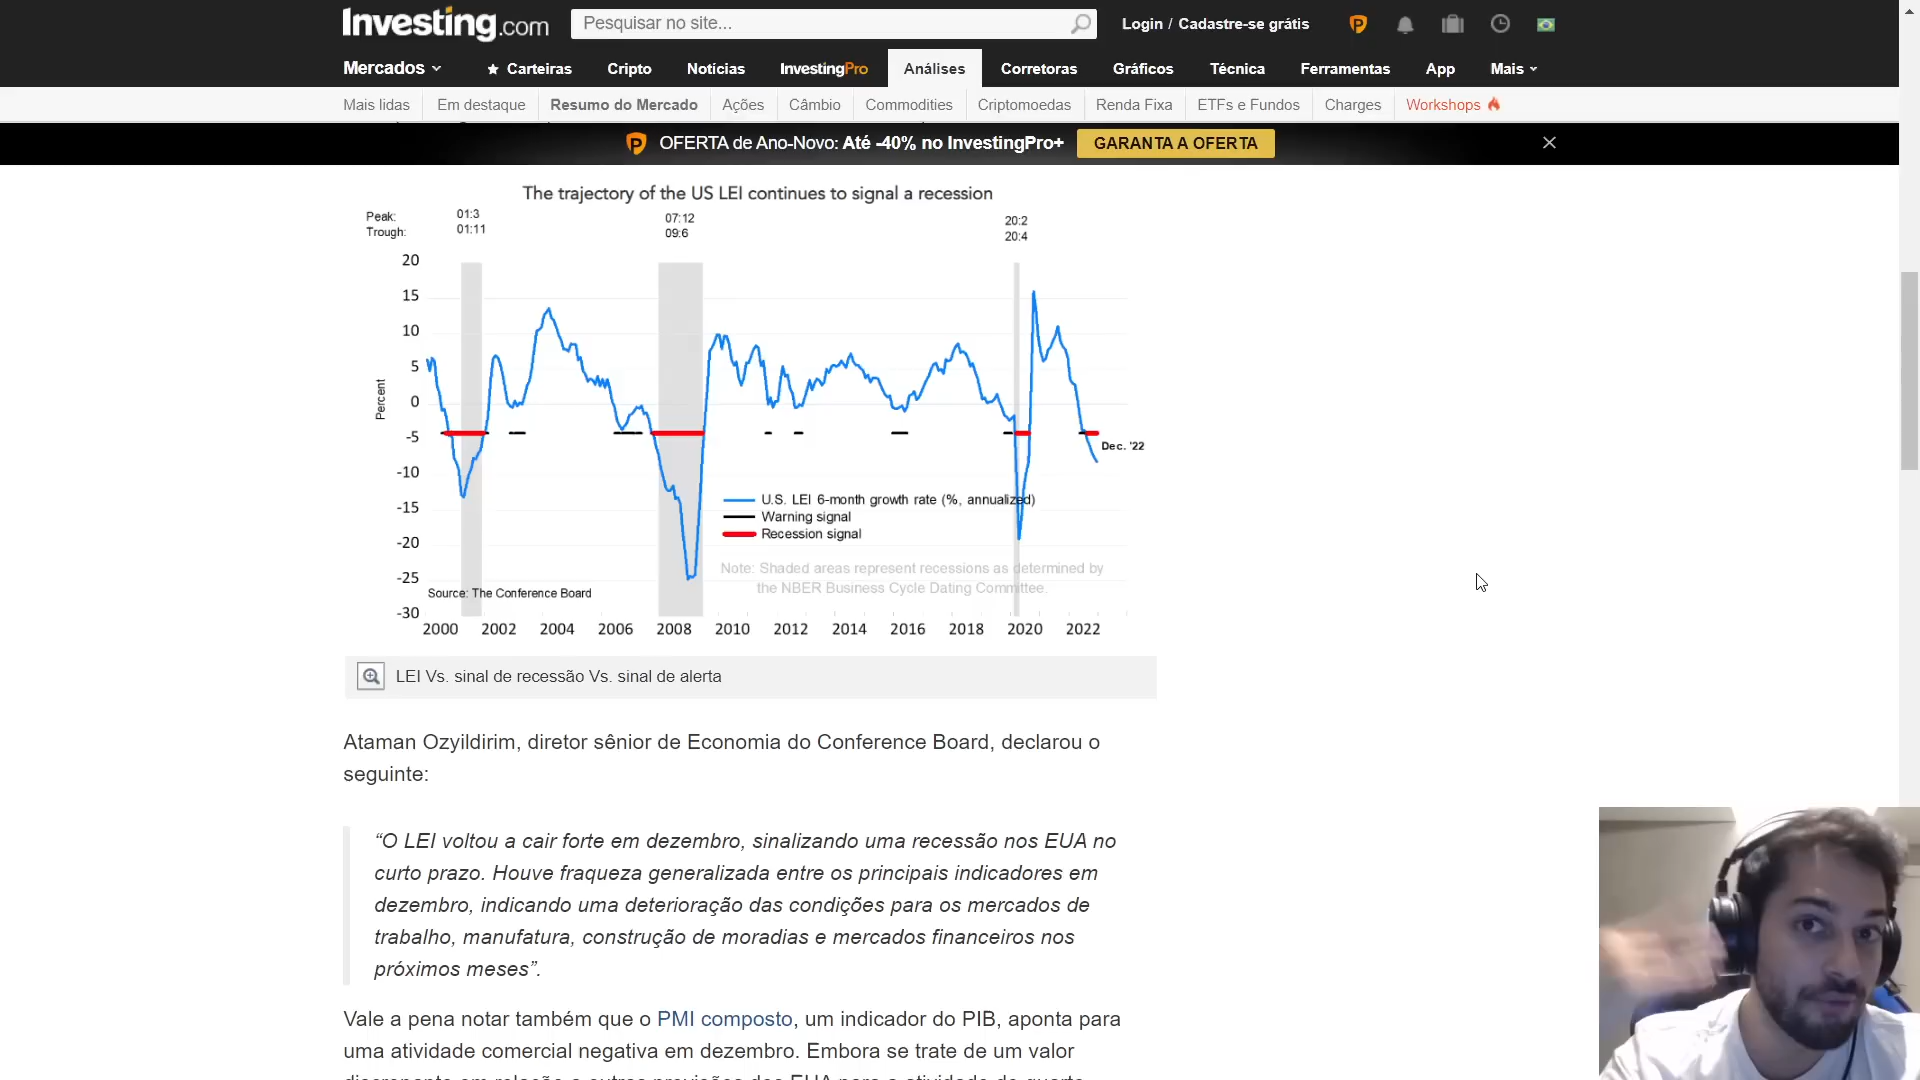 Investing.com
Pesquisar no site...
Login / Cadastre-se grátis
Mercados
Carteiras
Cripto
Notícias
InvestingPro
Análises
Corretoras
Gráficos
Técnica
Ferramentas
App
Mais
Mais lidas
Em destaque
Resumo do Mercado
Ações
Câmbio
Commodities
Criptomoedas
Renda Fixa
ETFs e Fundos
Charges
Workshops
OFERTA de Ano-Novo: Até -40% no InvestingPro+
GARANTA A OFERTA
The trajectory of the US LEI continues to signal a recession
Peak: 01:3 07:12 20:2
Trough: 01:11 09:6 20:4
20
15
10
5
0
-5
-10
-15
-20
-25
-30
Percent
Dec. '22
U.S. LEI 6-month growth rate (%, annualized)
Warning signal
Recession signal
Note: Shaded areas represent recessions as determined by
the NBER Business Cycle Dating Committee.
Source: The Conference Board
2000 2002 2004 2006 2008 2010 2012 2014 2016 2018 2020 2022
LEI Vs. sinal de recessão Vs. sinal de alerta
Ataman Ozyildirim, diretor sênior de Economia do Conference Board, declarou o
seguinte:
“O LEI voltou a cair forte em dezembro, sinalizando uma recessão nos EUA no
curto prazo. Houve fraqueza generalizada entre os principais indicadores em
dezembro, indicando uma deterioração das condições para os mercados de
trabalho, manufatura, construção de moradias e mercados financeiros nos
próximos meses”.
Vale a pena notar também que o PMI composto, um indicador do PIB, aponta para
uma atividade comercial negativa em dezembro. Embora se trate de um valor